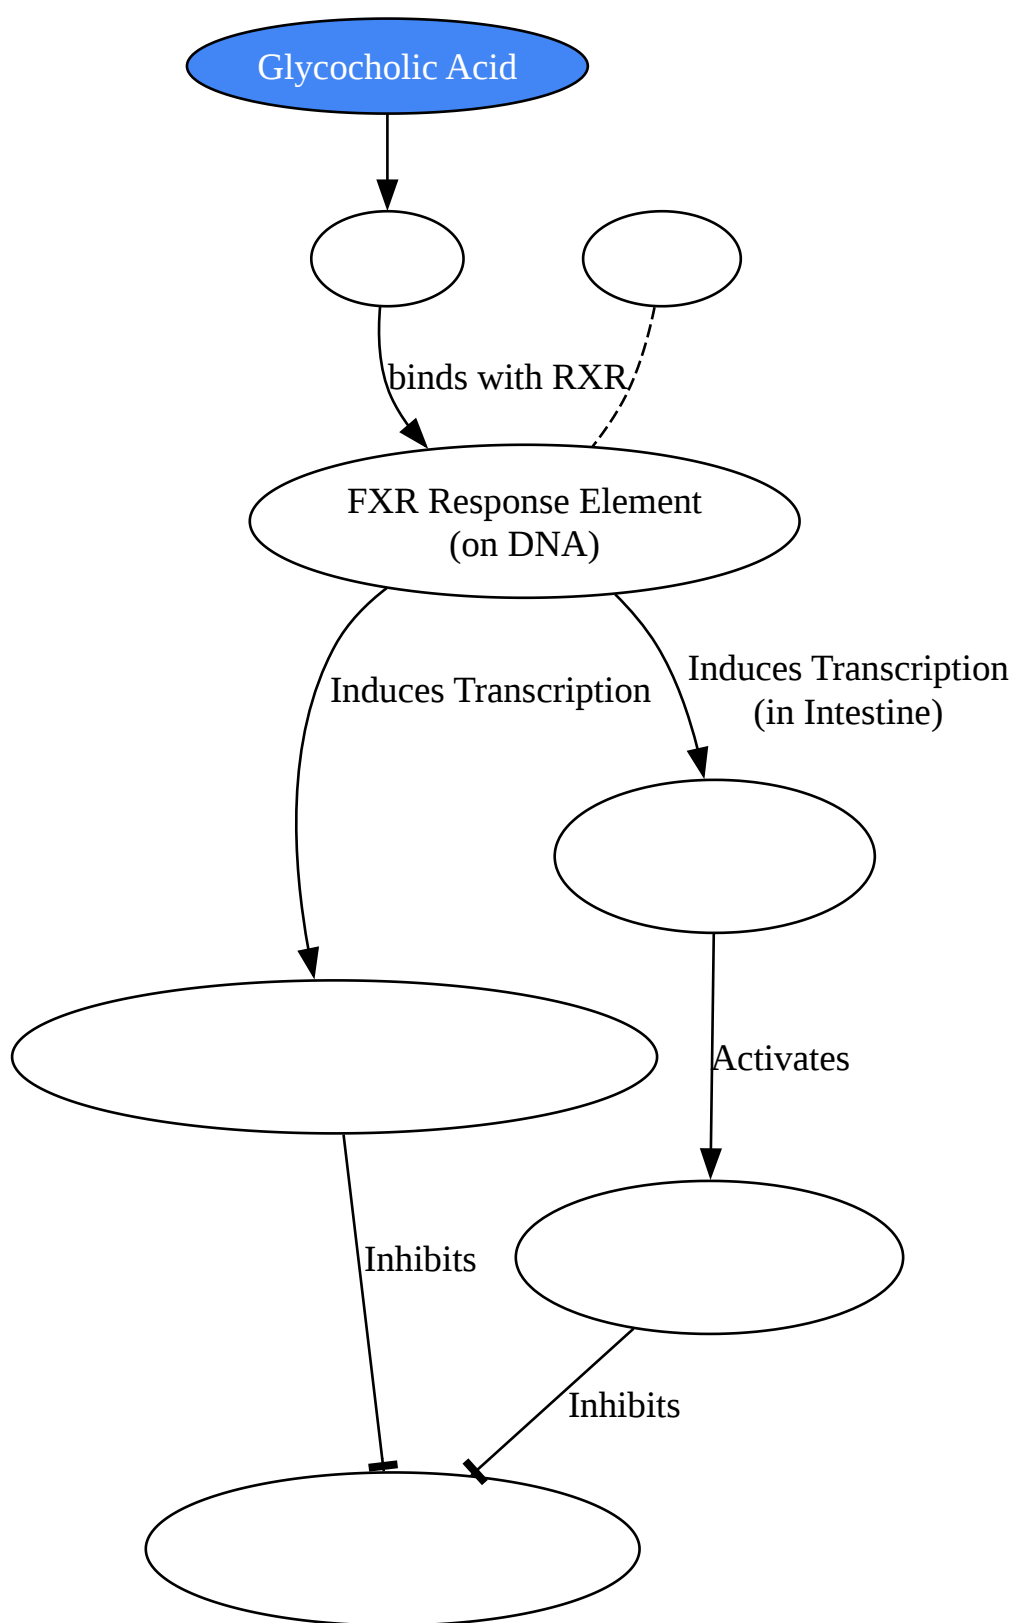 Glycocholic Acid
binds with RXR
FXR Response Element
(on DNA)
Induces Transcription
Induces Transcription
(in Intestine)
Activates
Inhibits
Inhibits